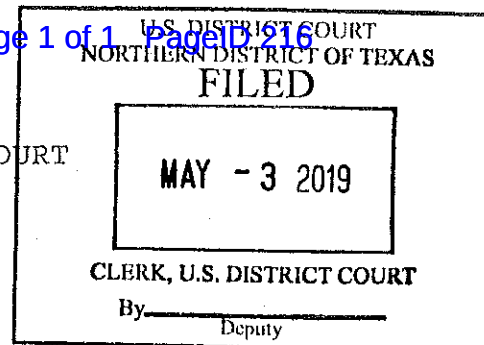 U.S. DISTRICT COURT
ge 1 of 1 PageID 216
NORTHERN DISTRICT OF TEXAS
FILED
OURT
MAY - 3 2019
CLERK, U.S. DISTRICT COURT
By
Deputy